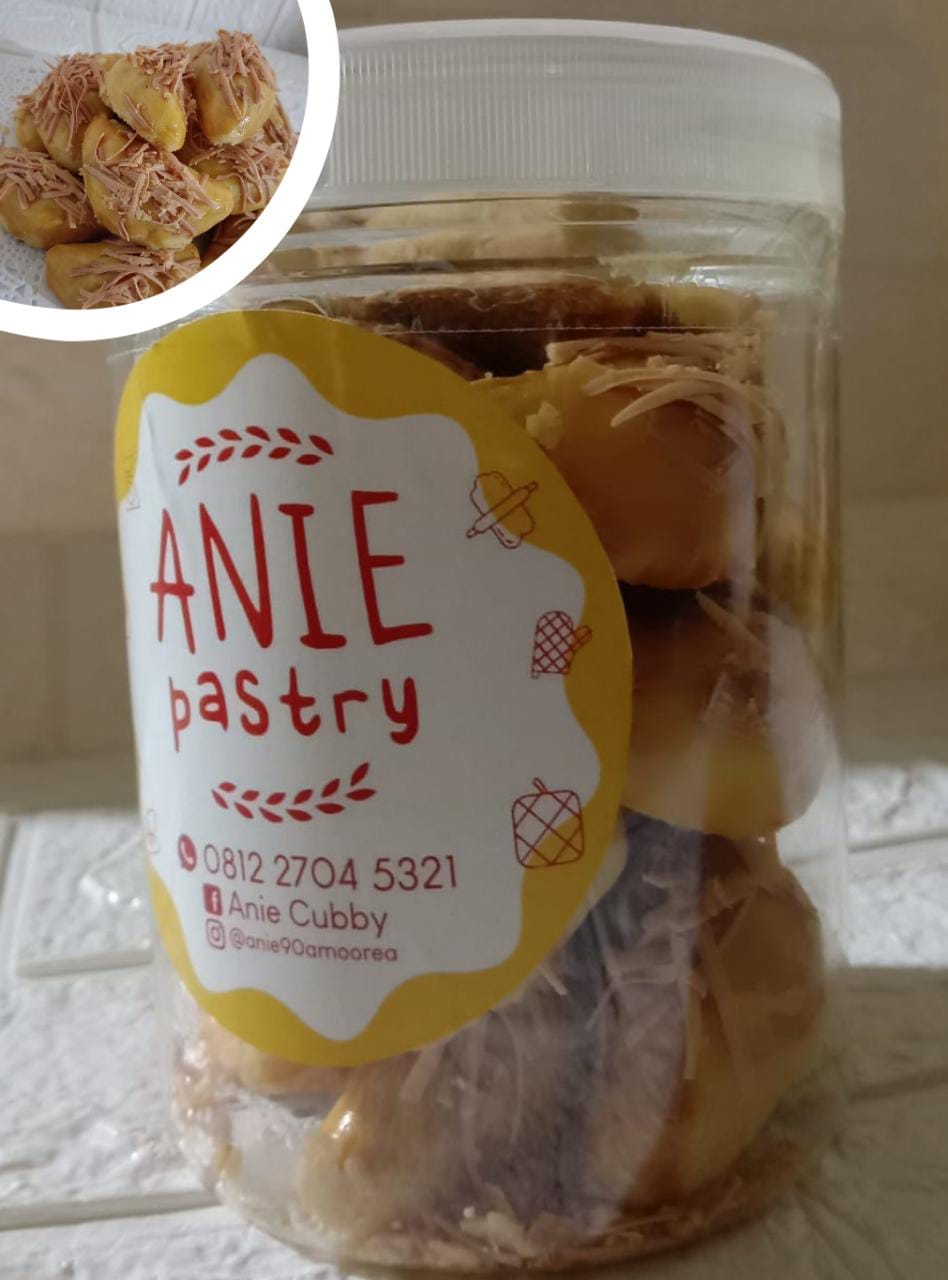 ANIE
pastry
0812 2704 5321
Anie Cubby
@anie90amoorea